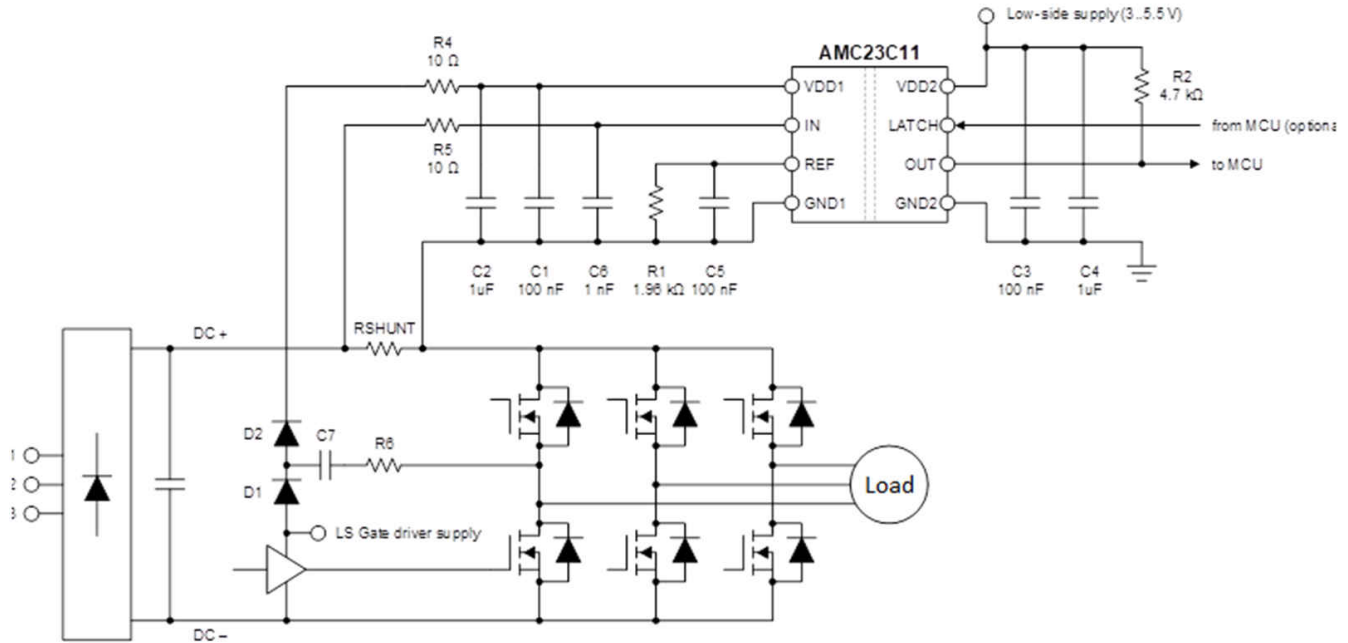 Low-side supply (3..5.5 V)
AMC23C11
R4
10 Ω
VDD1
VDD2
R2
4.7 kΩ
IN
LATCH
from MCU (optiona
R5
10 Ω
REF
OUT
to MCU
GND1
GND2
C2
1uF
C1
100 nF
C6
1 nF
R1
1.96 kΩ
C5
100 nF
C3
100 nF
C4
1uF
DC +
RSHUNT
D2
C7
R6
1
2
3
D1
Load
LS Gate driver supply
DC –